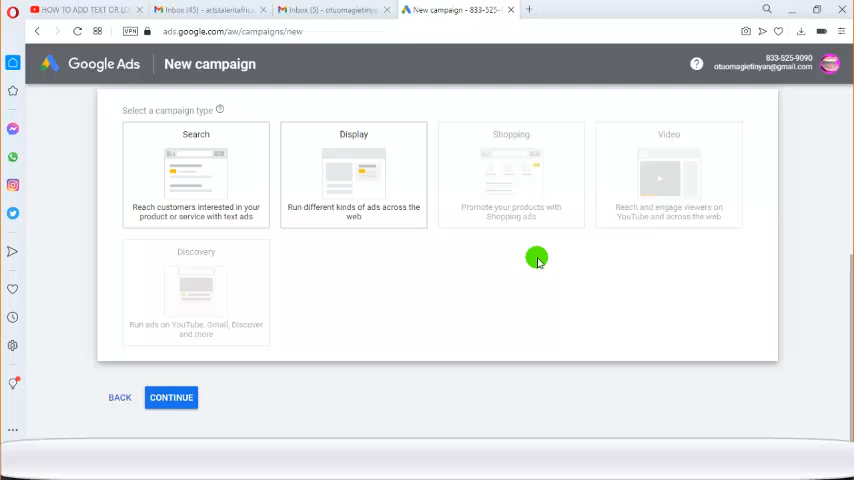 HOW TO ADD TEXT OR LO
Inbox (45) - artstalentafric
Inbox (5) - otuomagietinyan
New campaign - 833-525-
VPN
ads.google.com/aw/campaigns/new
Google Ads
New campaign
833-525-9090
otuomagietinyan@gmail.com
Select a campaign type
Search
Display
Shopping
Video
Reach customers interested in your
product or service with text ads
Run different kinds of ads across the
web
Promote your products with
Shopping ads
Reach and engage viewers on
YouTube and across the web
Discovery
Run ads on YouTube, Gmail, Discover
and more
BACK
CONTINUE